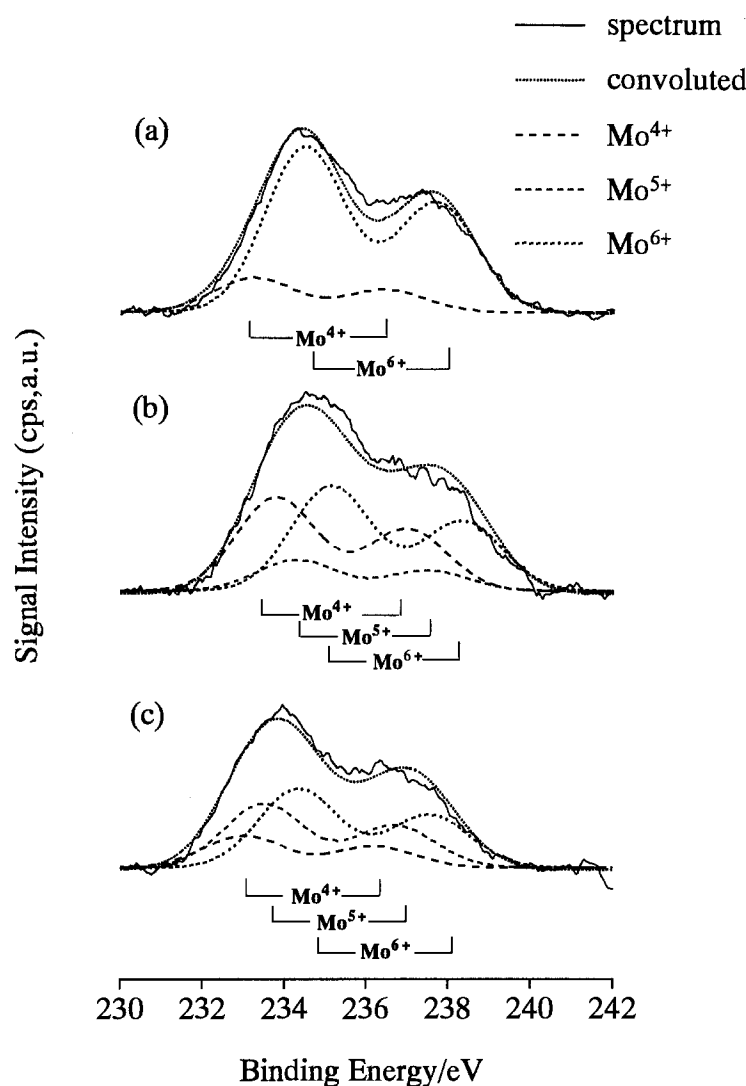 spectrum
convoluted
Mo⁴⁺
Mo⁵⁺
Mo⁶⁺
(a)
Mo⁴⁺
Mo⁶⁺
(b)
Mo⁴⁺
Mo⁵⁺
Mo⁶⁺
(c)
Mo⁴⁺
Mo⁵⁺
Mo⁶⁺
Signal Intensity (cps,a.u.)
230 232 234 236 238 240 242
Binding Energy/eV